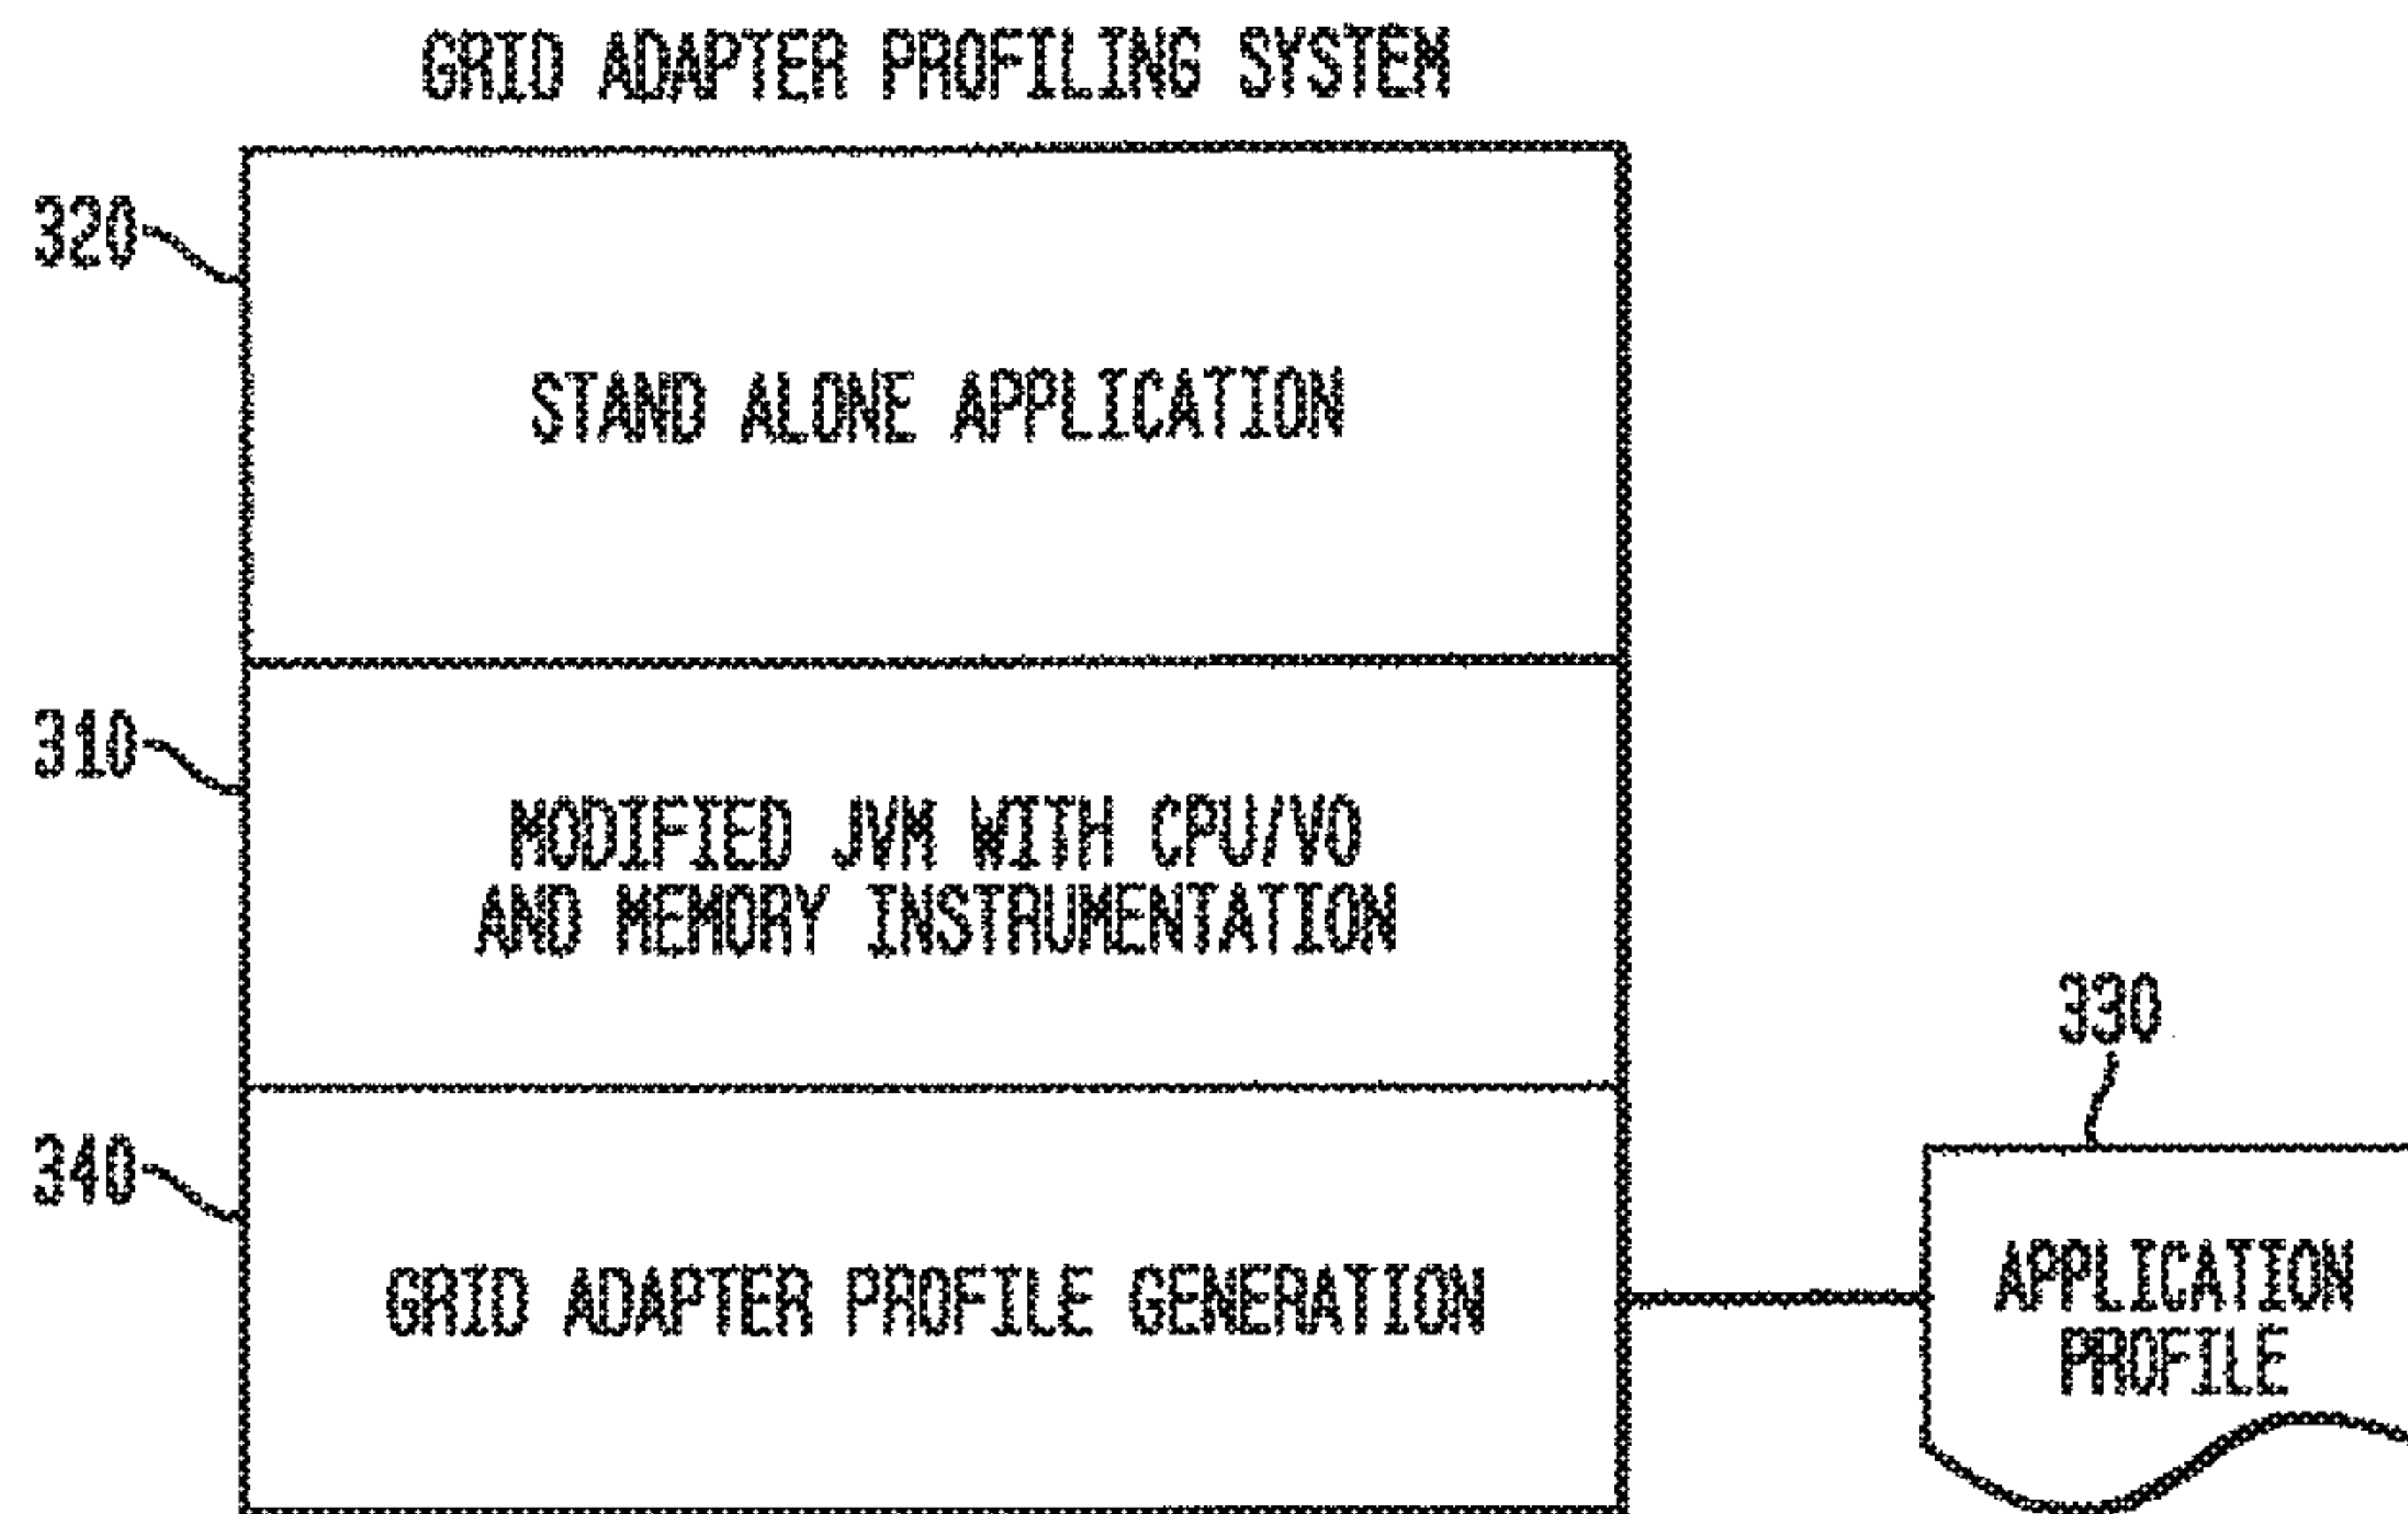 GRID ADAPTER PROFILING SYSTEM
320
STAND ALONE APPLICATION
310
MODIFIED JVM WITH CPU/VO
AND MEMORY INSTRUMENTATION
330
340
GRID ADAPTER PROFILE GENERATION
APPLICATION
PROFILE